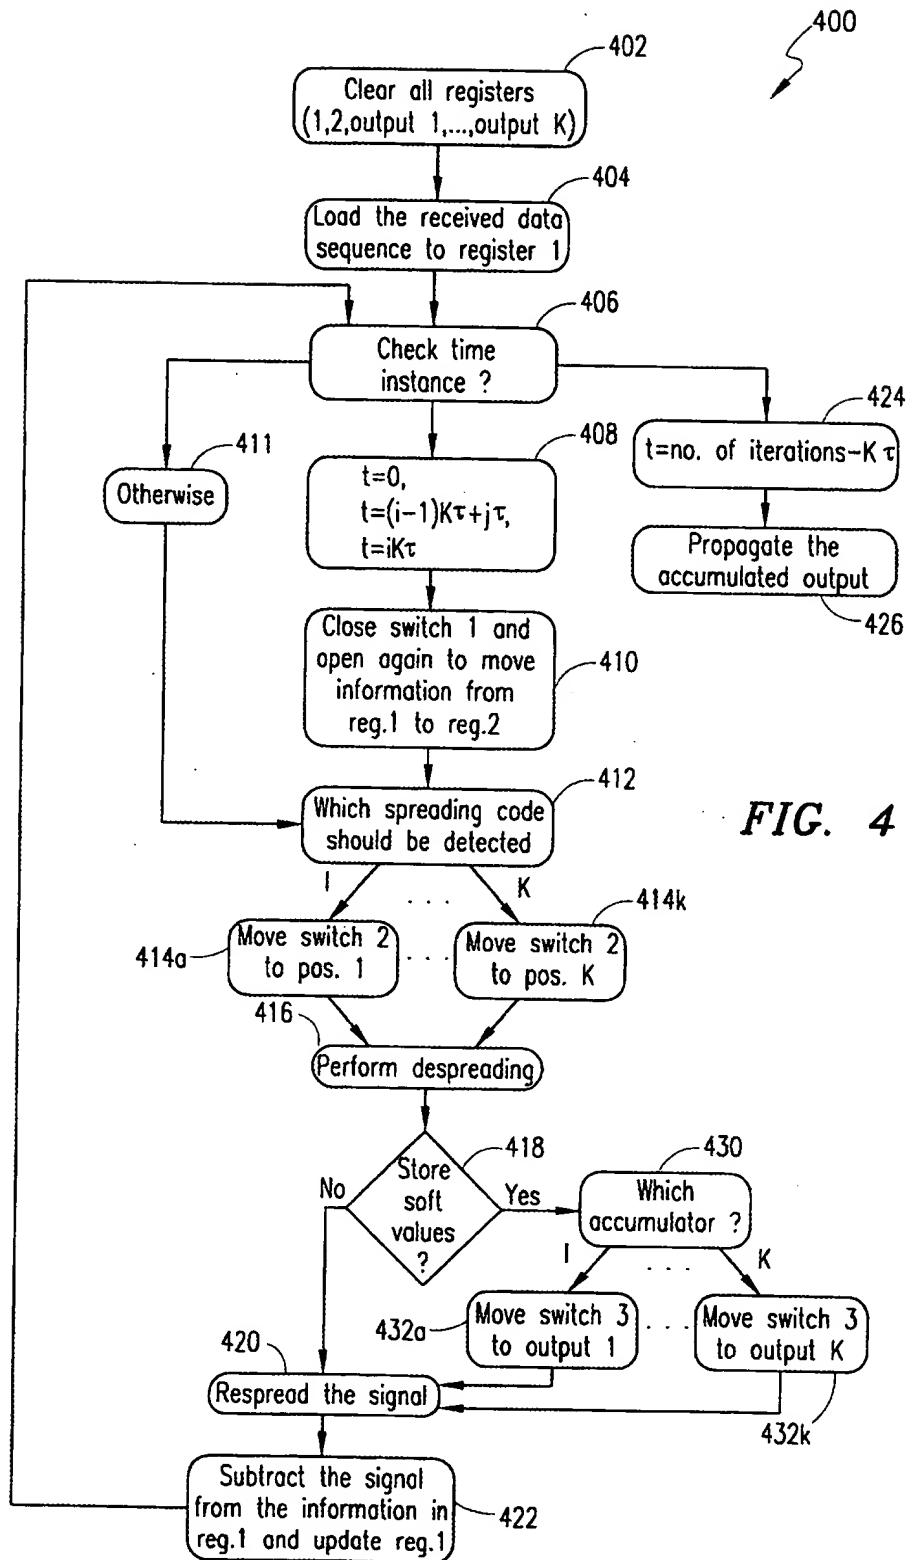 400
402
Clear all registers
(1,2,output 1,...,output K)
404
Load the received data
sequence to register 1
406
Check time
instance ?
424
t=no. of iterations-Kτ
408
411
Otherwise
t=0,
t=(i-1)Kτ+jτ,
t=iKτ
Propagate the
accumulated output
426
Close switch 1 and
open again to move
information from
reg.1 to reg.2
410
412
Which spreading code
should be detected
FIG. 4
I
. . .
K
414k
414a
Move switch 2
to pos. 1
. . .
Move switch 2
to pos. K
416
Perform despreading
418
Store
soft
values
?
No
Yes
430
Which
accumulator ?
I
. . .
K
432a
Move switch 3
to output 1
. . .
Move switch 3
to output K
432k
420
Respread the signal
Subtract the signal
from the information in
reg.1 and update reg.1
422